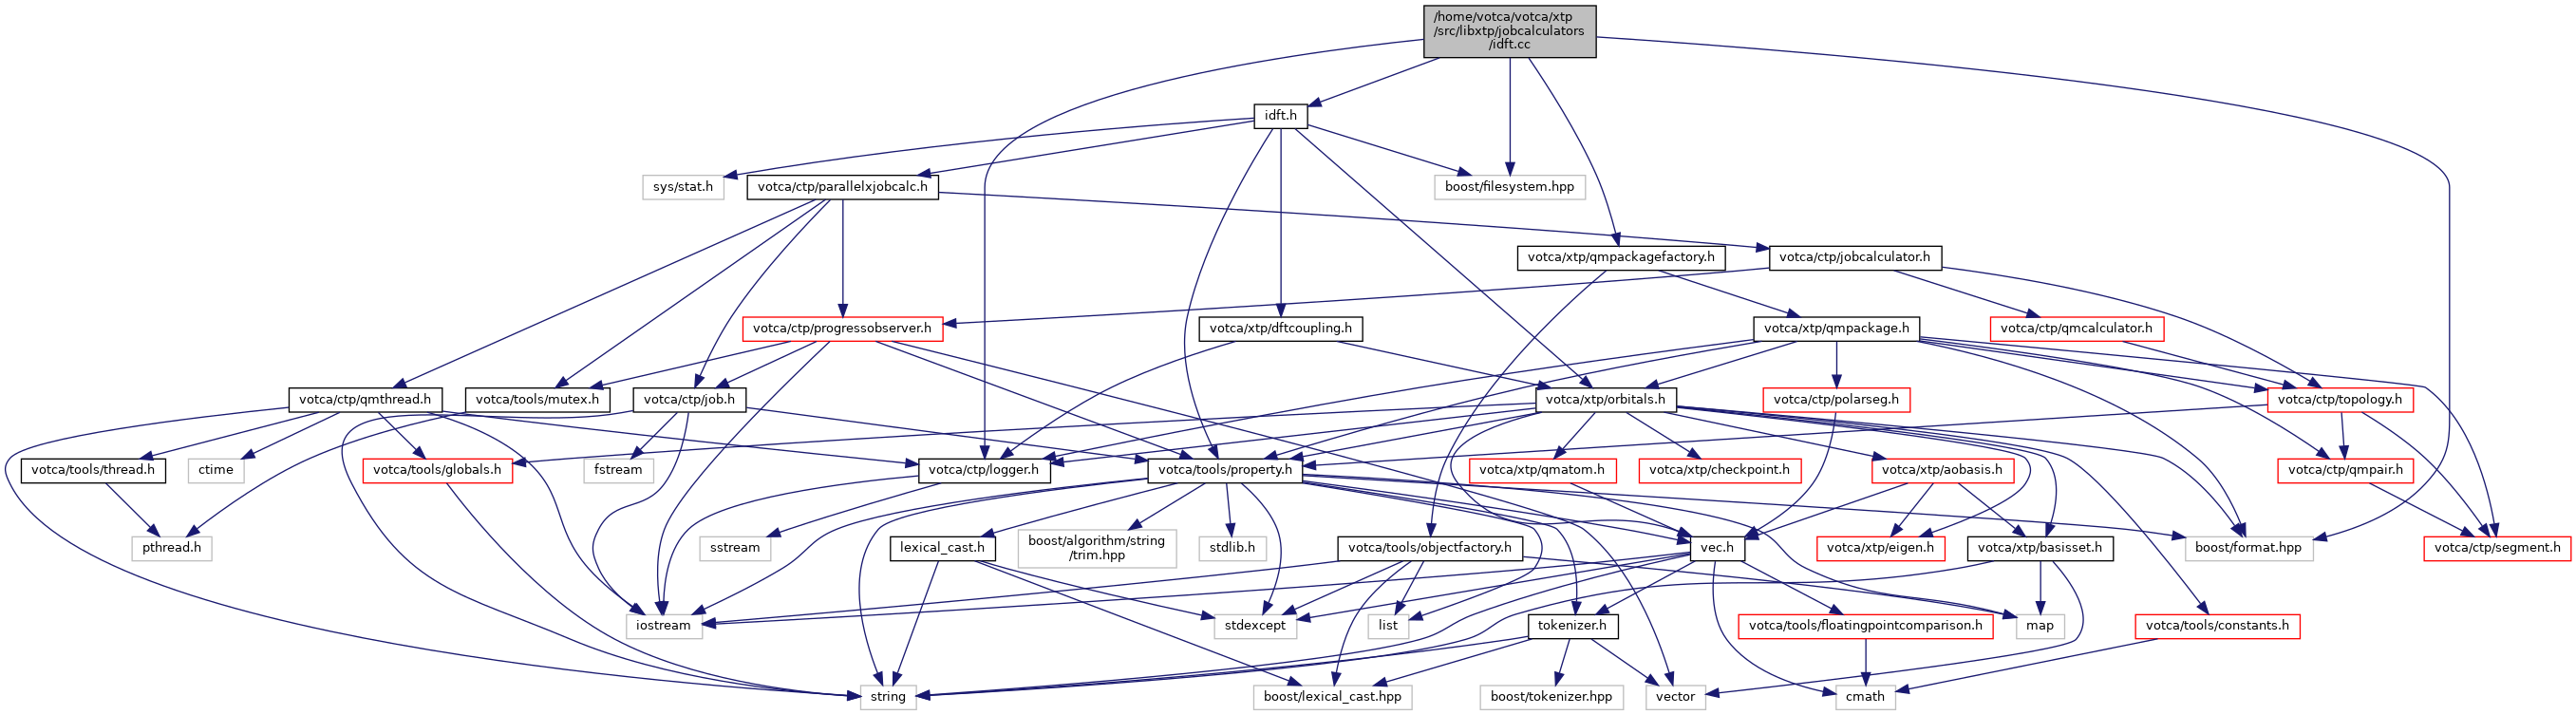 /home/votca/votca/xtp
/src/libxtp/jobcalculators
/idft.cc
idft.h
sys/stat.h
votca/ctp/parallelxjobcalc.h
boost/filesystem.hpp
votca/xtp/qmpackagefactory.h
votca/ctp/jobcalculator.h
votca/ctp/progressobserver.h
votca/xtp/dftcoupling.h
votca/xtp/qmpackage.h
votca/ctp/qmcalculator.h
votca/ctp/qmthread.h
votca/tools/mutex.h
votca/ctp/job.h
votca/xtp/orbitals.h
votca/ctp/polarseg.h
votca/ctp/topology.h
votca/tools/thread.h
ctime
votca/tools/globals.h
fstream
votca/ctp/logger.h
votca/tools/property.h
votca/xtp/qmatom.h
votca/xtp/checkpoint.h
votca/xtp/aobasis.h
votca/ctp/qmpair.h
pthread.h
sstream
lexical_cast.h
boost/algorithm/string
/trim.hpp
stdlib.h
votca/tools/objectfactory.h
vec.h
votca/xtp/eigen.h
votca/xtp/basisset.h
boost/format.hpp
votca/ctp/segment.h
iostream
stdexcept
list
tokenizer.h
votca/tools/floatingpointcomparison.h
map
votca/tools/constants.h
string
boost/lexical_cast.hpp
boost/tokenizer.hpp
vector
cmath